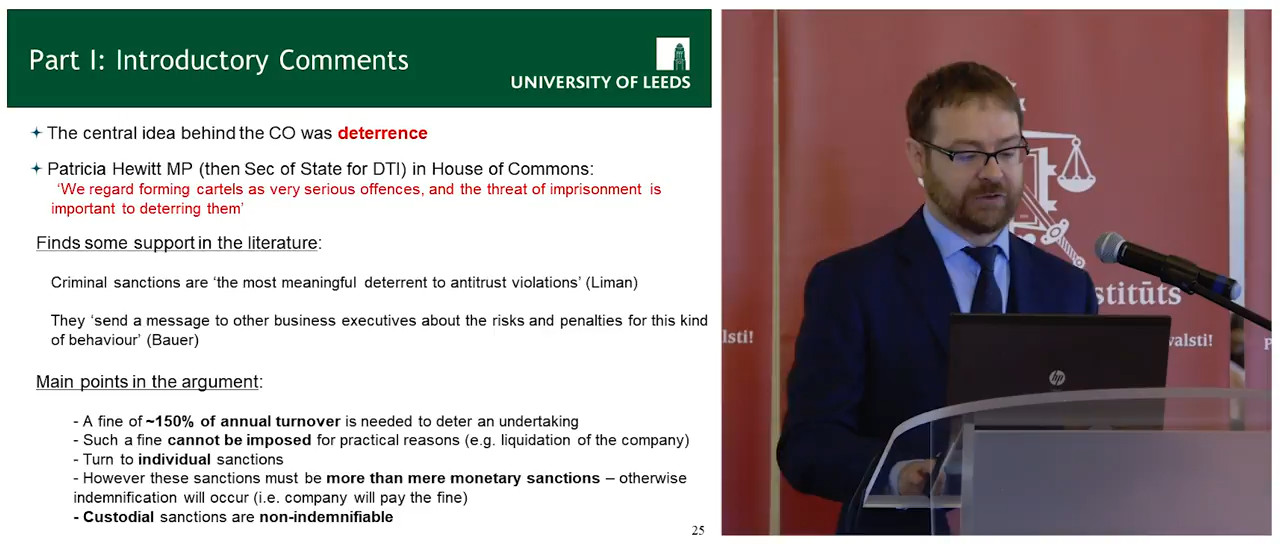 Part I: Introductory Comments
UNIVERSITY OF LEEDS
The central idea behind the CO was deterrence
Patricia Hewitt MP (then Sec of State for DTI) in House of Commons:
‘We regard forming cartels as very serious offences, and the threat of imprisonment is
important to deterring them’
Finds some support in the literature:
Criminal sanctions are ‘the most meaningful deterrent to antitrust violations’ (Liman)
They ‘send a message to other business executives about the risks and penalties for this kind
of behaviour’ (Bauer)
Main points in the argument:
- A fine of ~150% of annual turnover is needed to deter an undertaking
- Such a fine cannot be imposed for practical reasons (e.g. liquidation of the company)
- Turn to individual sanctions
- However these sanctions must be more than mere monetary sanctions – otherwise
indemnification will occur (i.e. company will pay the fine)
- Custodial sanctions are non-indemnifiable
25
stitūts
lsti!
valsti!
P
hp